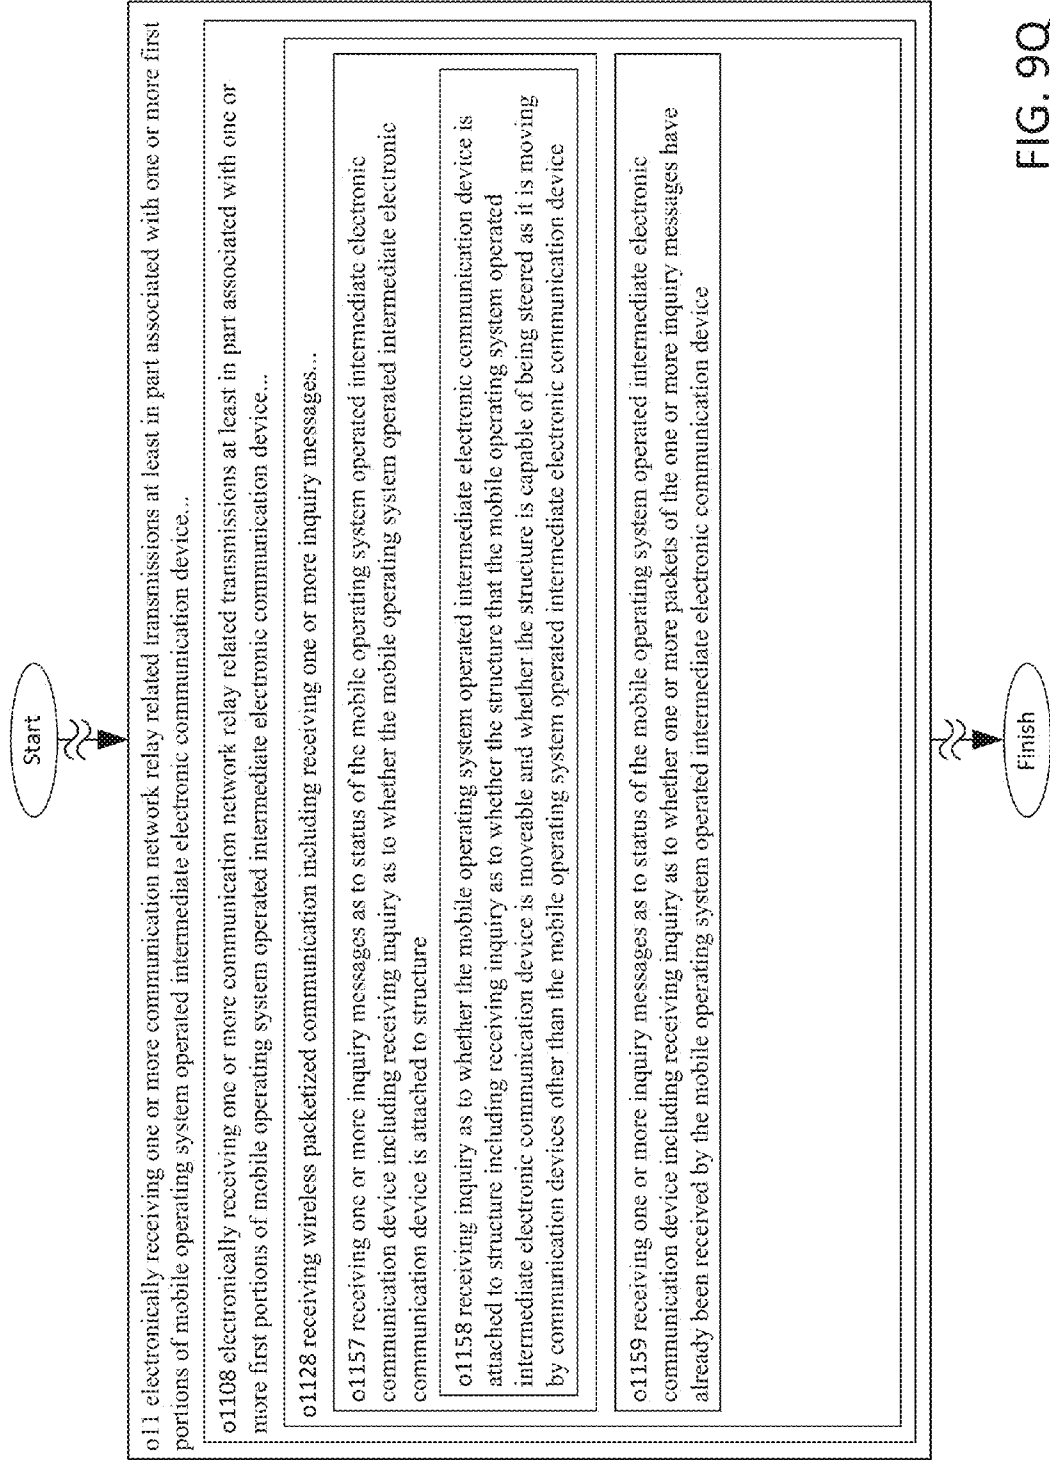 Start
o11 electronically receiving one or more communication network relay related transmissions at least in part associated with one or more first
portions of mobile operating system operated intermediate electronic communication device...
o1108 electronically receiving one or more communication network relay related transmissions at least in part associated with one or
more first portions of mobile operating system operated intermediate electronic communication device...
o1128 receiving wireless packetized communication including receiving one or more inquiry messages...
o1157 receiving one or more inquiry messages as to status of the mobile operating system operated intermediate electronic
communication device including receiving inquiry as to whether the mobile operating system operated intermediate electronic
communication device is attached to structure
o1158 receiving inquiry as to whether the mobile operating system operated intermediate electronic communication device is
attached to structure including receiving inquiry as to whether the structure that the mobile operating system operated
intermediate electronic communication device is moveable and whether the structure is capable of being steered as it is moving
by communication devices other than the mobile operating system operated intermediate electronic communication device
o1159 receiving one or more inquiry messages as to status of the mobile operating system operated intermediate electronic
communication device including receiving inquiry as to whether one or more packets of the one or more inquiry messages have
already been received by the mobile operating system operated intermediate electronic communication device
Finish
FIG. 9Q